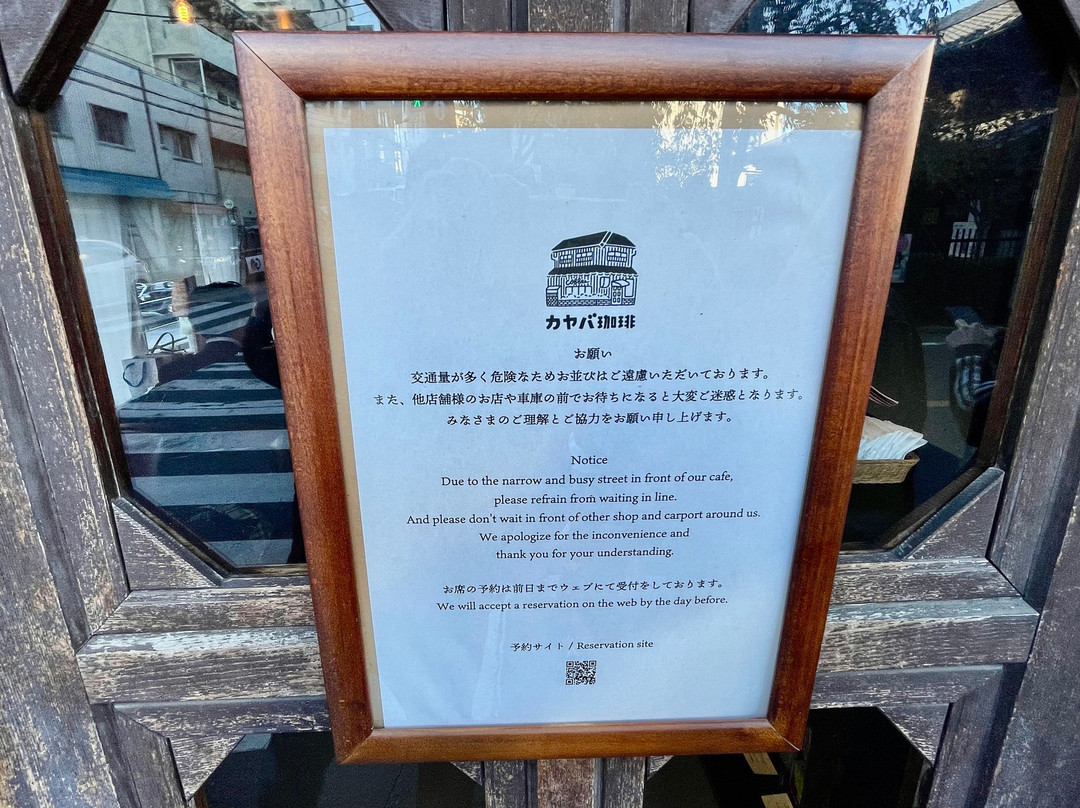 カヤバ珈琲
お願い
交通量が多く危険なためお並びはご遠慮いただいております。
また、他店舗様のお店や車庫の前でお待ちになると大変ご迷惑となります。
みなさまのご理解とご協力をお願い申し上げます。
Notice
Due to the narrow and busy street in front of our cafe,
please refrain from waiting in line.
And please don't wait in front of other shop and carport around us.
We apologize for the inconvenience and
thank you for your understanding.
お席の予約は前日までウェブにて受付をしております。
We will accept a reservation on the web by the day before.
予約サイト / Reservation site